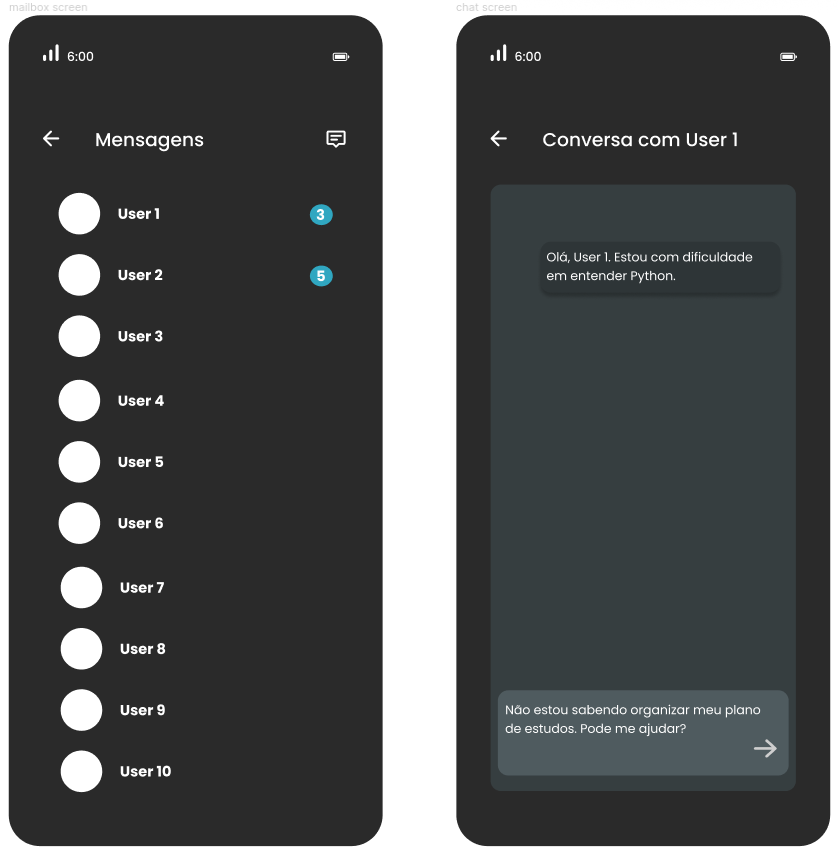 mailbox screen
6:00
Mensagens
User 1
3
User 2
5
User 3
User 4
User 5
User 6
User 7
User 8
User 9
User 10
chat screen
6:00
Conversa com User 1
Olá, User 1. Estou com dificuldade
em entender Python.
Não estou sabendo organizar meu plano
de estudos. Pode me ajudar?